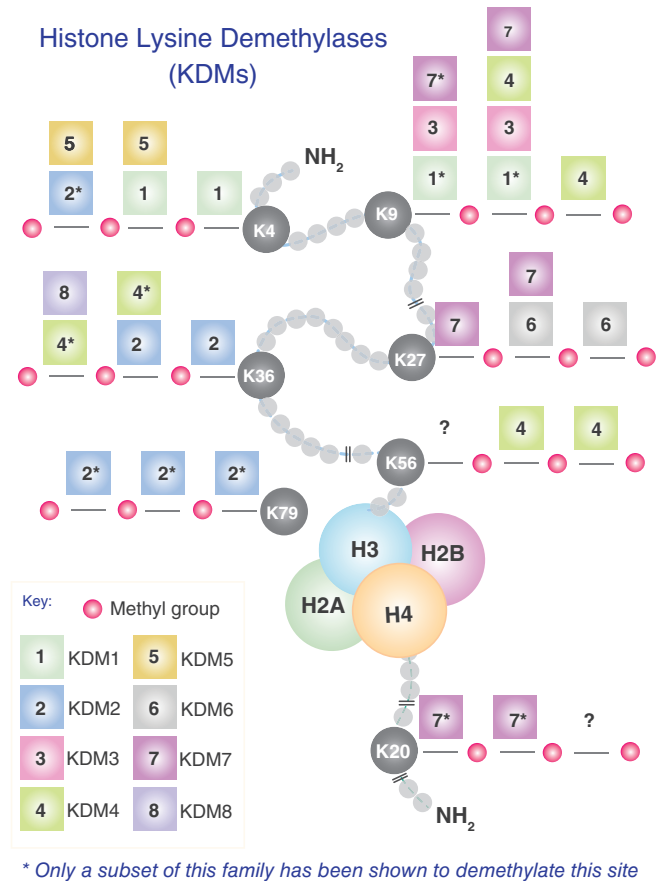 Histone Lysine Demethylases
(KDMs)
7
7* 4
5 5 3 3
2* 1 1 NH2 1* 1* 4
K4 K9
8 4* 7
4* 2 2 7 6 6
K36 K27
? 4 4
2* 2* 2* K56
K79
H3 H2B
H2A H4
Key: Methyl group
1 KDM1 5 KDM5
2 KDM2 6 KDM6
3 KDM3 7 KDM7
4 KDM4 8 KDM8
7* 7* ?
K20
NH2
* Only a subset of this family has been shown to demethylate this site